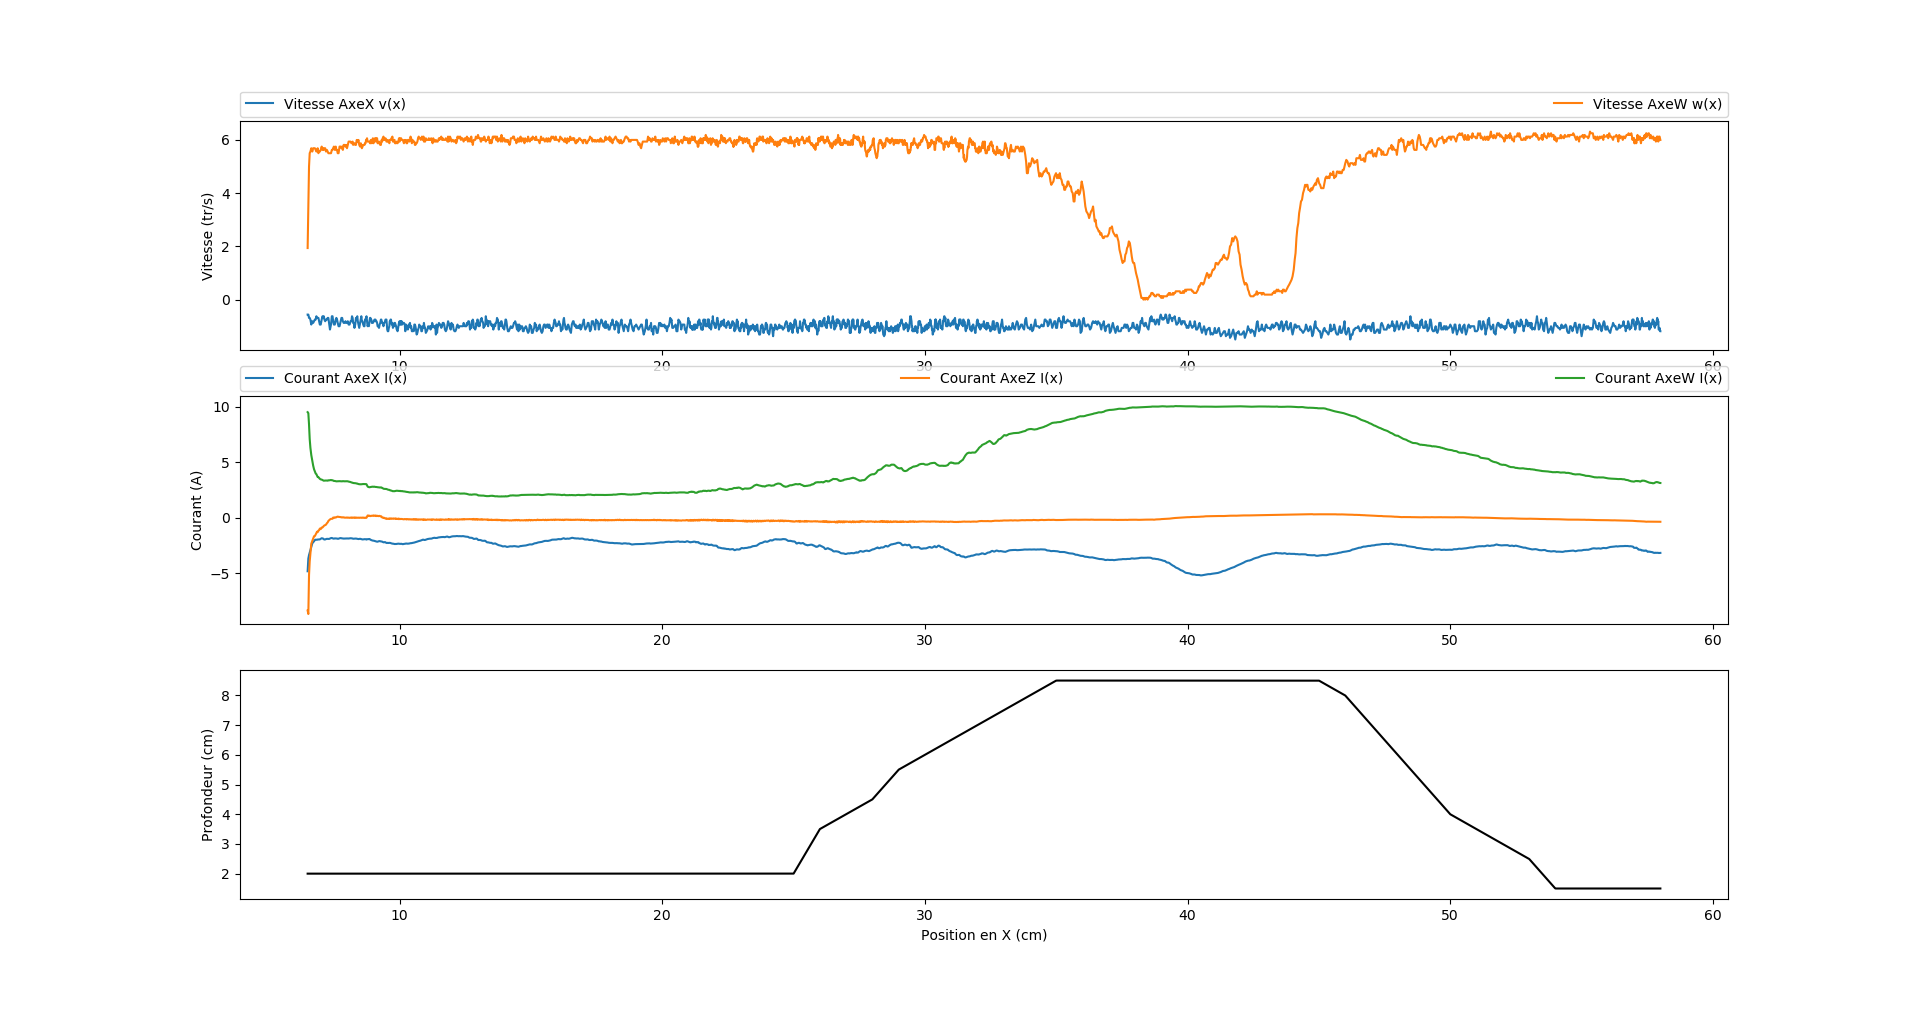 Vitesse AxeX v(x) Vitesse AxeW w(x)
6
4
2
0
Vitesse (tr/s)
10 20 30 40 50 60
Courant AxeX I(x) Courant AxeZ I(x) Courant AxeW I(x)
10
5
0
−5
Courant (A)
10 20 30 40 50 60
8
7
6
5
4
3
2
Profondeur (cm)
10 20 30 40 50 60
Position en X (cm)